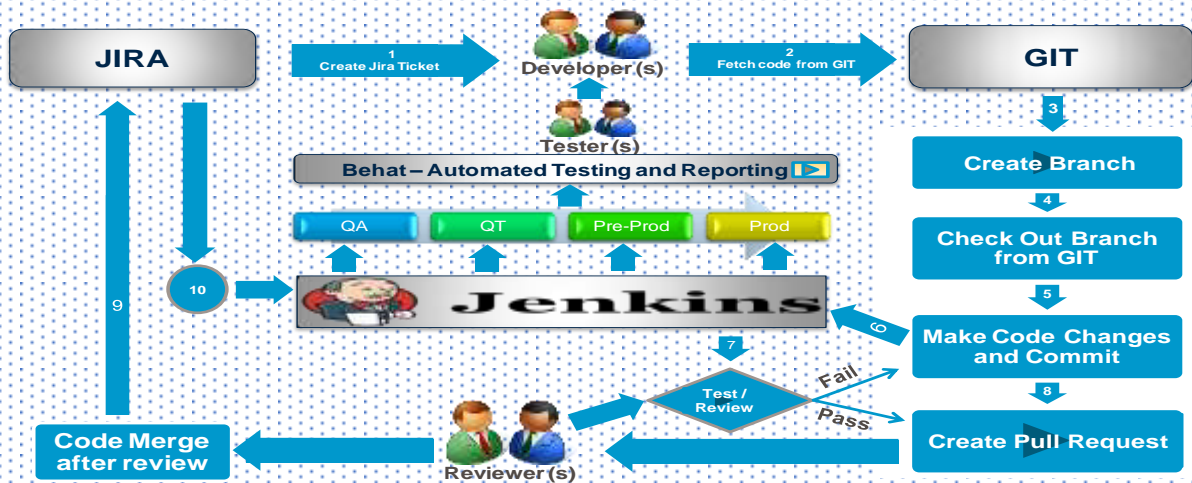 JIRA
1
Create Jira Ticket
Developer(s)
2
Fetch code from GIT
GIT
3
Tester(s)
Behat – Automated Testing and Reporting
Create Branch
4
QA
QT
Pre-Prod
Prod
Check Out Branch
from GIT
10
Jenkins
5
9
6
Make Code Changes
and Commit
7
Test /
Review
Fail
Pass
8
Create Pull Request
Code Merge
after review
Reviewer(s)